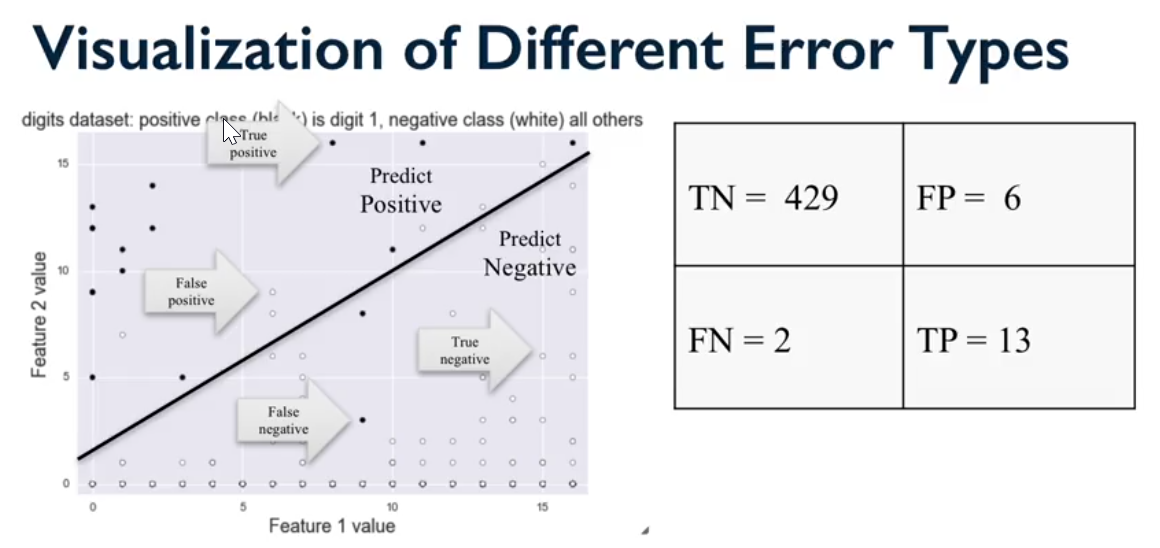 Visualization of Different Error Types
digits dataset: positive class (black) is digit 1, negative class (white) all others
True
positive
Predict
Positive
Predict
Negative
False
positive
True
negative
False
negative
Feature 2 value
15
10
5
0
0
5
10
15
Feature 1 value
TN = 429
FP = 6
FN = 2
TP = 13